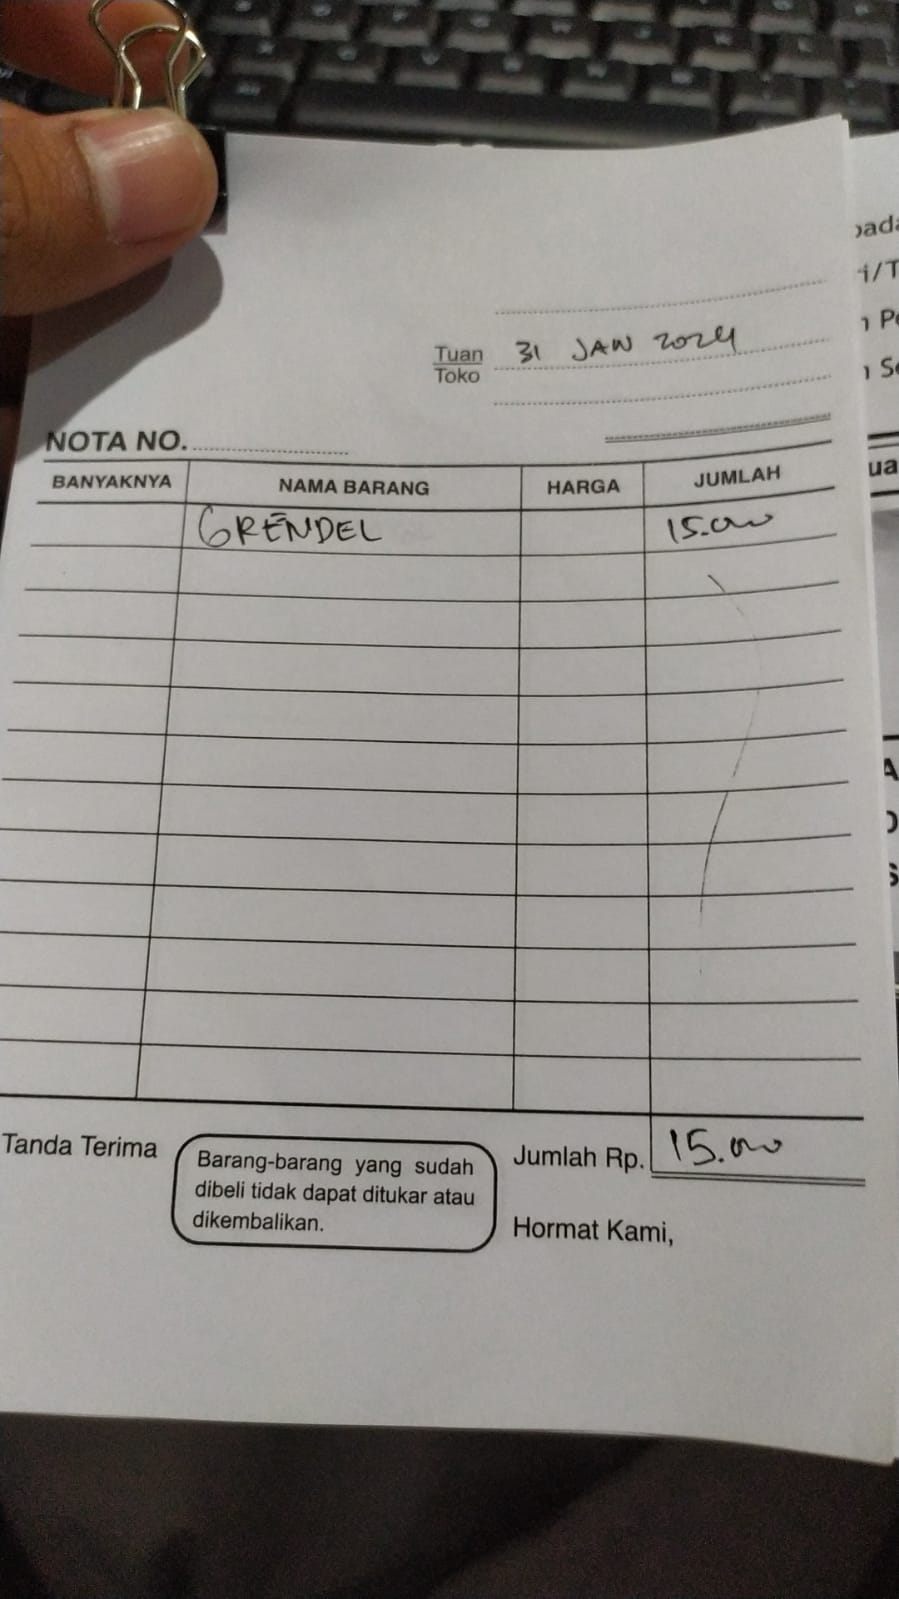 Tuan
Toko
31 JAN 2024
NOTA NO.
BANYAKNYA NAMA BARANG HARGA JUMLAH
GRENDEL 15.000
Tanda Terima
Barang-barang yang sudah
dibeli tidak dapat ditukar atau
dikembalikan.
Jumlah Rp. 15.000
Hormat Kami,